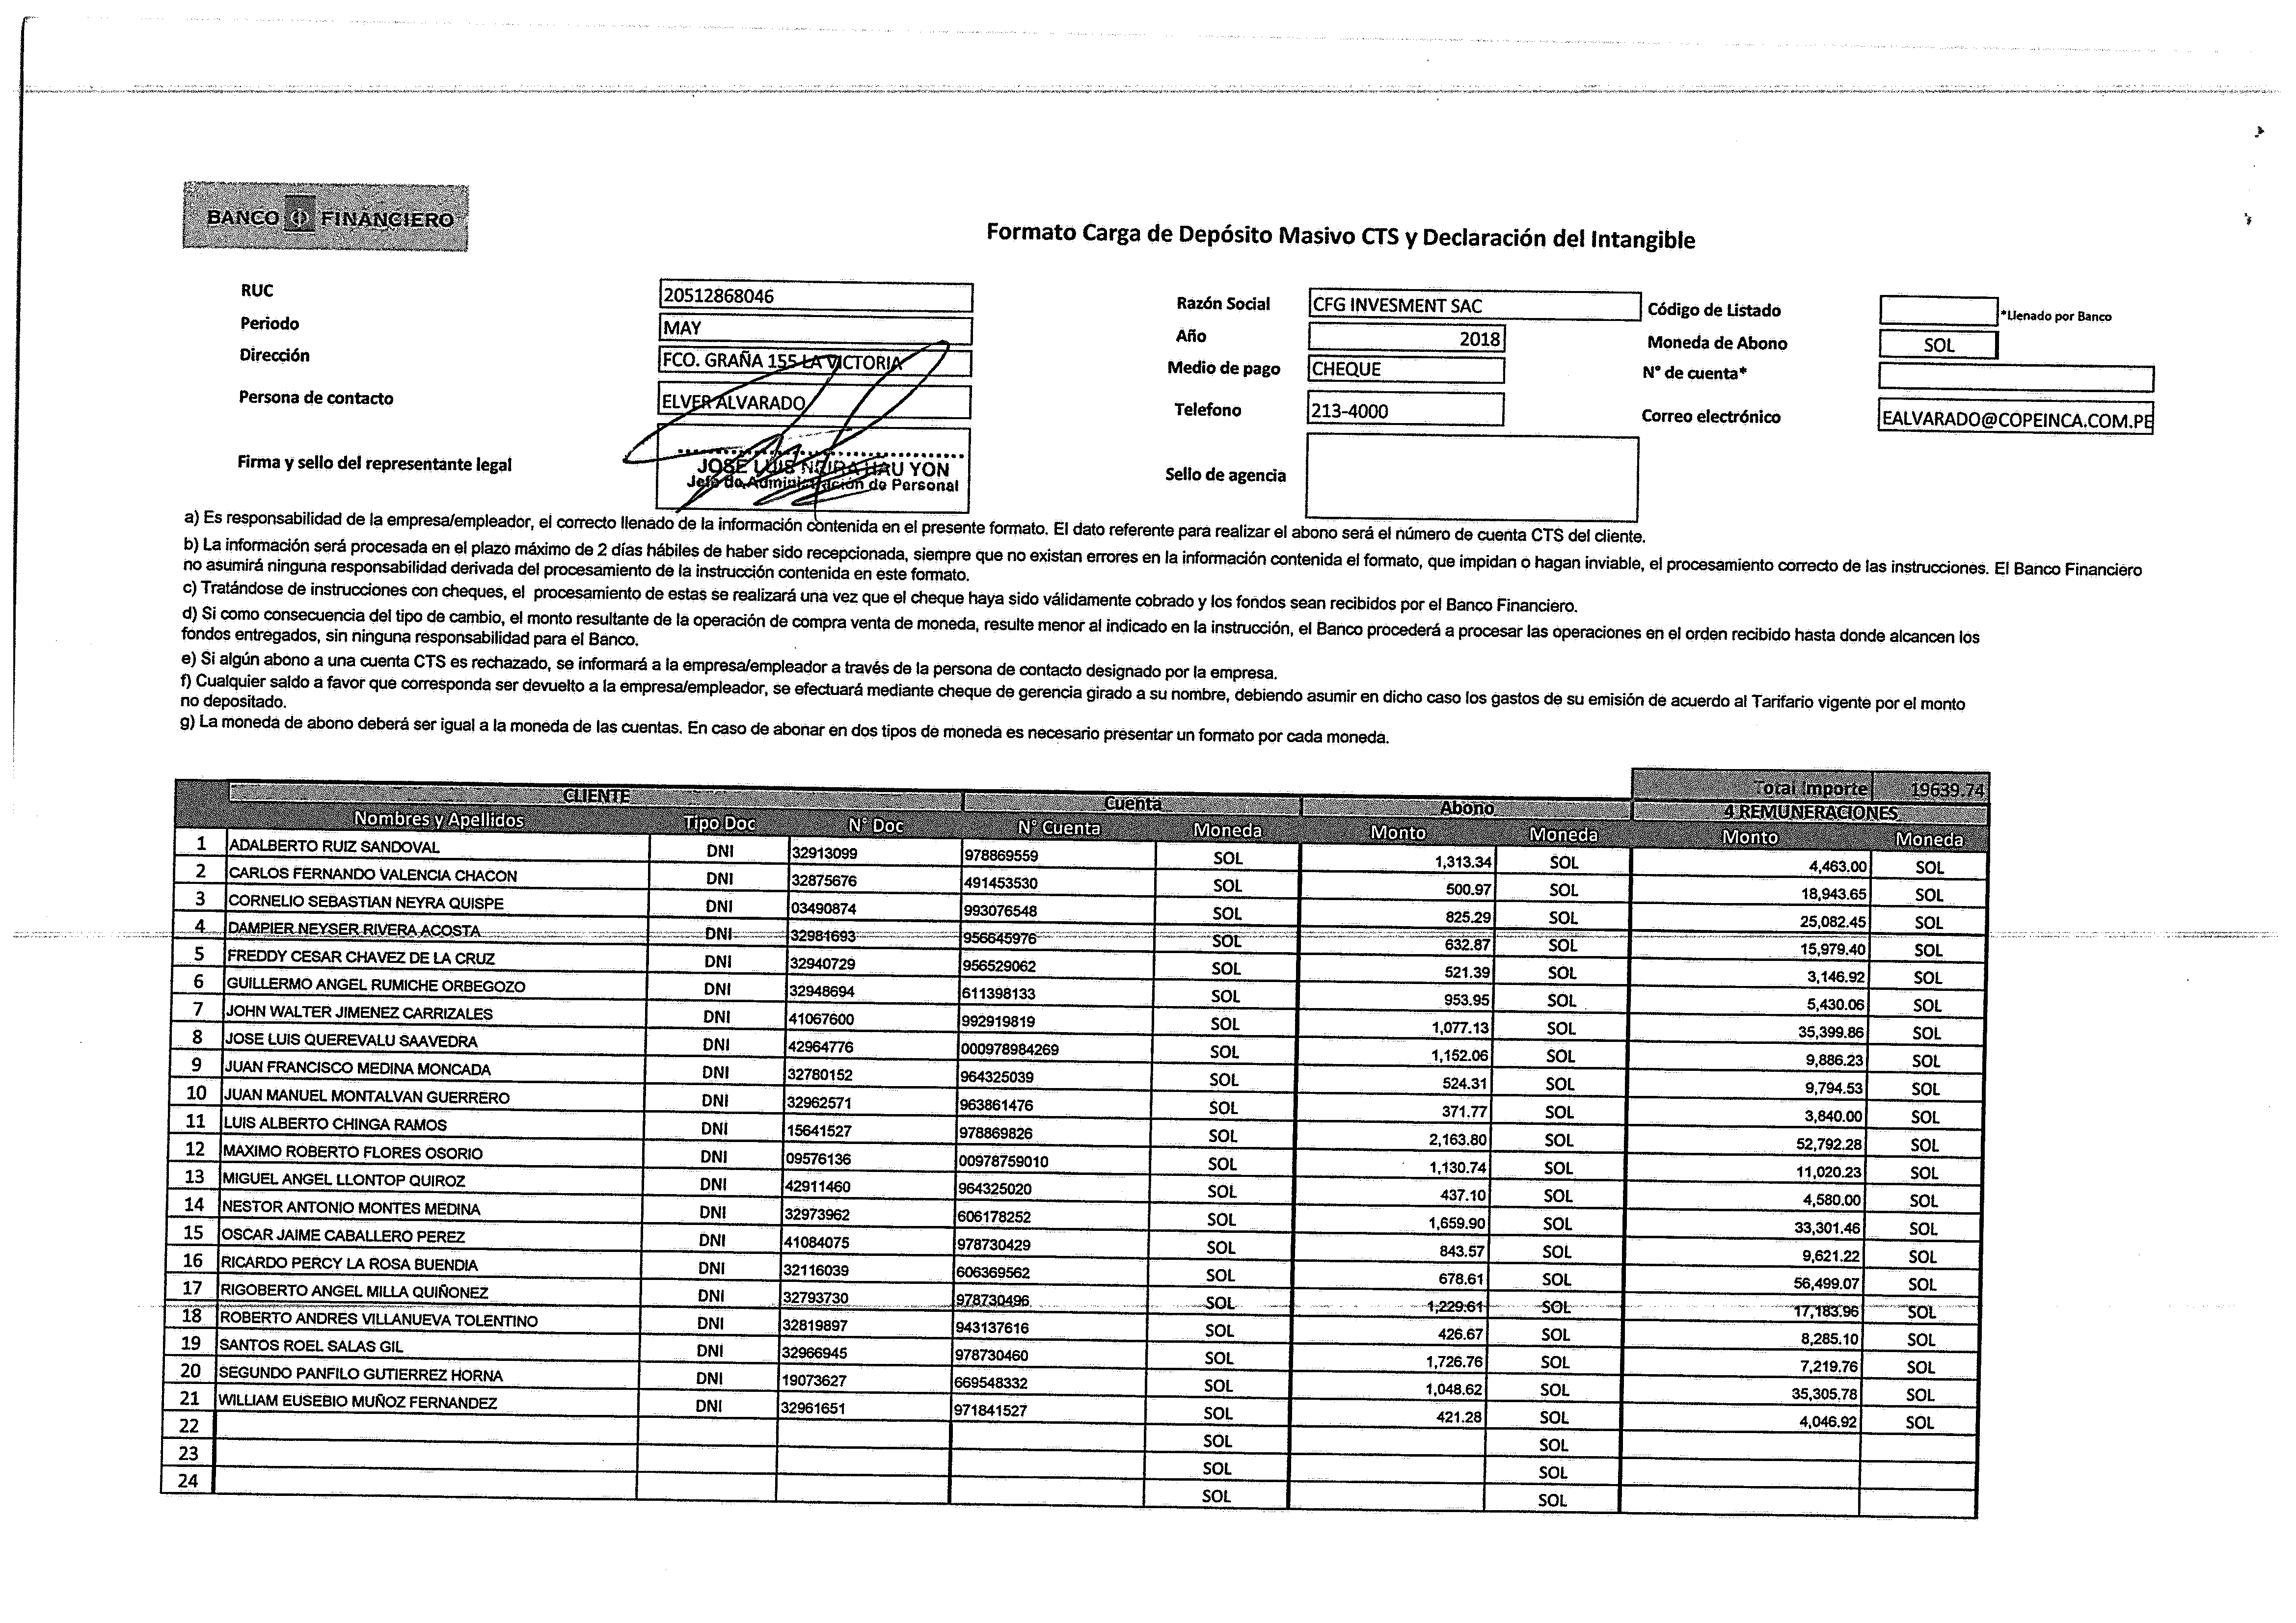 BANCO FINANCIERO
Formato Carga de Depósito Masivo CTS y Declaración del Intangible
RUC 20512868046 Razón Social CFG INVESMENT SAC Código de Listado *Llenado por Banco
Periodo MAY Año 2018 Moneda de Abono SOL
Dirección FCO. GRAÑA 155 LA VICTORIA Medio de pago CHEQUE N° de cuenta*
Persona de contacto ELVER ALVARADO Telefono 213-4000 Correo electrónico EALVARADO@COPEINCA.COM.PE
Firma y sello del representante legal JOSE LUIS NEIRA HAU YON Sello de agencia
Jefe de Administración de Personal
a) Es responsabilidad de la empresa/empleador, el correcto llenado de la información contenida en el presente formato. El dato referente para realizar el abono será el número de cuenta CTS del cliente.
b) La información será procesada en el plazo máximo de 2 días hábiles de haber sido recepcionada, siempre que no existan errores en la información contenida el formato, que impidan o hagan inviable, el procesamiento correcto de las instrucciones. El Banco Financiero
no asumirá ninguna responsabilidad derivada del procesamiento de la instrucción contenida en este formato.
c) Tratándose de instrucciones con cheques, el procesamiento de estas se realizará una vez que el cheque haya sido válidamente cobrado y los fondos sean recibidos por el Banco Financiero.
d) Si como consecuencia del tipo de cambio, el monto resultante de la operación de compra venta de moneda, resulte menor al indicado en la instrucción, el Banco procederá a procesar las operaciones en el orden recibido hasta donde alcancen los
fondos entregados, sin ninguna responsabilidad para el Banco.
e) Si algún abono a una cuenta CTS es rechazado, se informará a la empresa/empleador a través de la persona de contacto designado por la empresa.
f) Cualquier saldo a favor que corresponda ser devuelto a la empresa/empleador, se efectuará mediante cheque de gerencia girado a su nombre, debiendo asumir en dicho caso los gastos de su emisión de acuerdo al Tarifario vigente por el monto
no depositado.
g) La moneda de abono deberá ser igual a la moneda de las cuentas. En caso de abonar en dos tipos de moneda es necesario presentar un formato por cada moneda.
Total Importe 19639.74
CLIENTE Cuenta Abono 4 REMUNERACIONES
Nombres y Apellidos Tipo Doc N° Doc N° Cuenta Moneda Monto Moneda Monto Moneda
1 ADALBERTO RUIZ SANDOVAL DNI 32913099 978869559 SOL 1,313.34 SOL 4,463.00 SOL
2 CARLOS FERNANDO VALENCIA CHACON DNI 32875676 491453530 SOL 500.97 SOL 18,943.65 SOL
3 CORNELIO SEBASTIAN NEYRA QUISPE DNI 03490874 993076548 SOL 825.29 SOL 25,082.45 SOL
4 DAMPIER NEYSER RIVERA ACOSTA DNI 32981693 956645976 SOL 632.87 SOL 15,979.40 SOL
5 FREDDY CESAR CHAVEZ DE LA CRUZ DNI 32940729 956529062 SOL 521.39 SOL 3,146.92 SOL
6 GUILLERMO ANGEL RUMICHE ORBEGOZO DNI 32948694 611398133 SOL 953.95 SOL 5,430.06 SOL
7 JOHN WALTER JIMENEZ CARRIZALES DNI 41067600 992919819 SOL 1,077.13 SOL 35,399.86 SOL
8 JOSE LUIS QUEREVALU SAAVEDRA DNI 42964776 000978984269 SOL 1,152.06 SOL 9,886.23 SOL
9 JUAN FRANCISCO MEDINA MONCADA DNI 32780152 964325039 SOL 524.31 SOL 9,794.53 SOL
10 JUAN MANUEL MONTALVAN GUERRERO DNI 32962571 963861476 SOL 371.77 SOL 3,840.00 SOL
11 LUIS ALBERTO CHINGA RAMOS DNI 15641527 978869826 SOL 2,163.80 SOL 52,792.28 SOL
12 MAXIMO ROBERTO FLORES OSORIO DNI 09576136 00978759010 SOL 1,130.74 SOL 11,020.23 SOL
13 MIGUEL ANGEL LLONTOP QUIROZ DNI 42911460 964325020 SOL 437.10 SOL 4,580.00 SOL
14 NESTOR ANTONIO MONTES MEDINA DNI 32973962 606178252 SOL 1,659.90 SOL 33,301.46 SOL
15 OSCAR JAIME CABALLERO PEREZ DNI 41084075 978730429 SOL 843.57 SOL 9,621.22 SOL
16 RICARDO PERCY LA ROSA BUENDIA DNI 32116039 606369562 SOL 678.61 SOL 56,499.07 SOL
17 RIGOBERTO ANGEL MILLA QUIÑONEZ DNI 32793730 978730496 SOL 1,229.61 SOL 17,183.96 SOL
18 ROBERTO ANDRES VILLANUEVA TOLENTINO DNI 32819897 943137616 SOL 426.67 SOL 8,285.10 SOL
19 SANTOS ROEL SALAS GIL DNI 32966945 978730460 SOL 1,726.76 SOL 7,219.76 SOL
20 SEGUNDO PANFILO GUTIERREZ HORNA DNI 19073627 669548332 SOL 1,048.62 SOL 35,305.78 SOL
21 WILLIAM EUSEBIO MUÑOZ FERNANDEZ DNI 32961651 971841527 SOL 421.28 SOL 4,046.92 SOL
22 SOL SOL
23 SOL SOL
24 SOL SOL